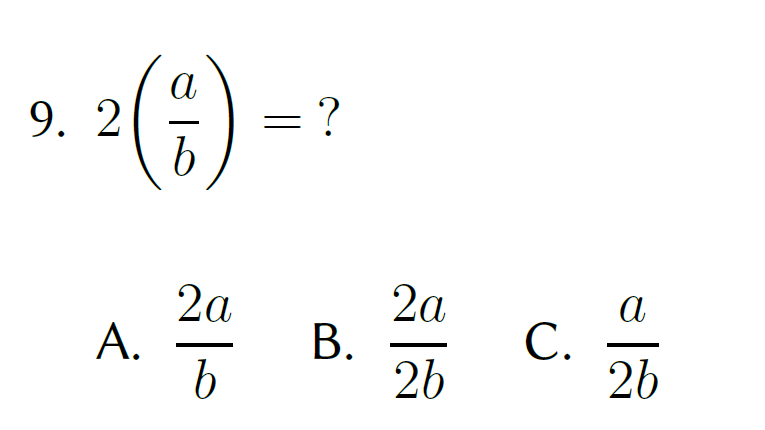 9. 2(a/b) = ?
A. 2a/b B. 2a/2b C. a/2b